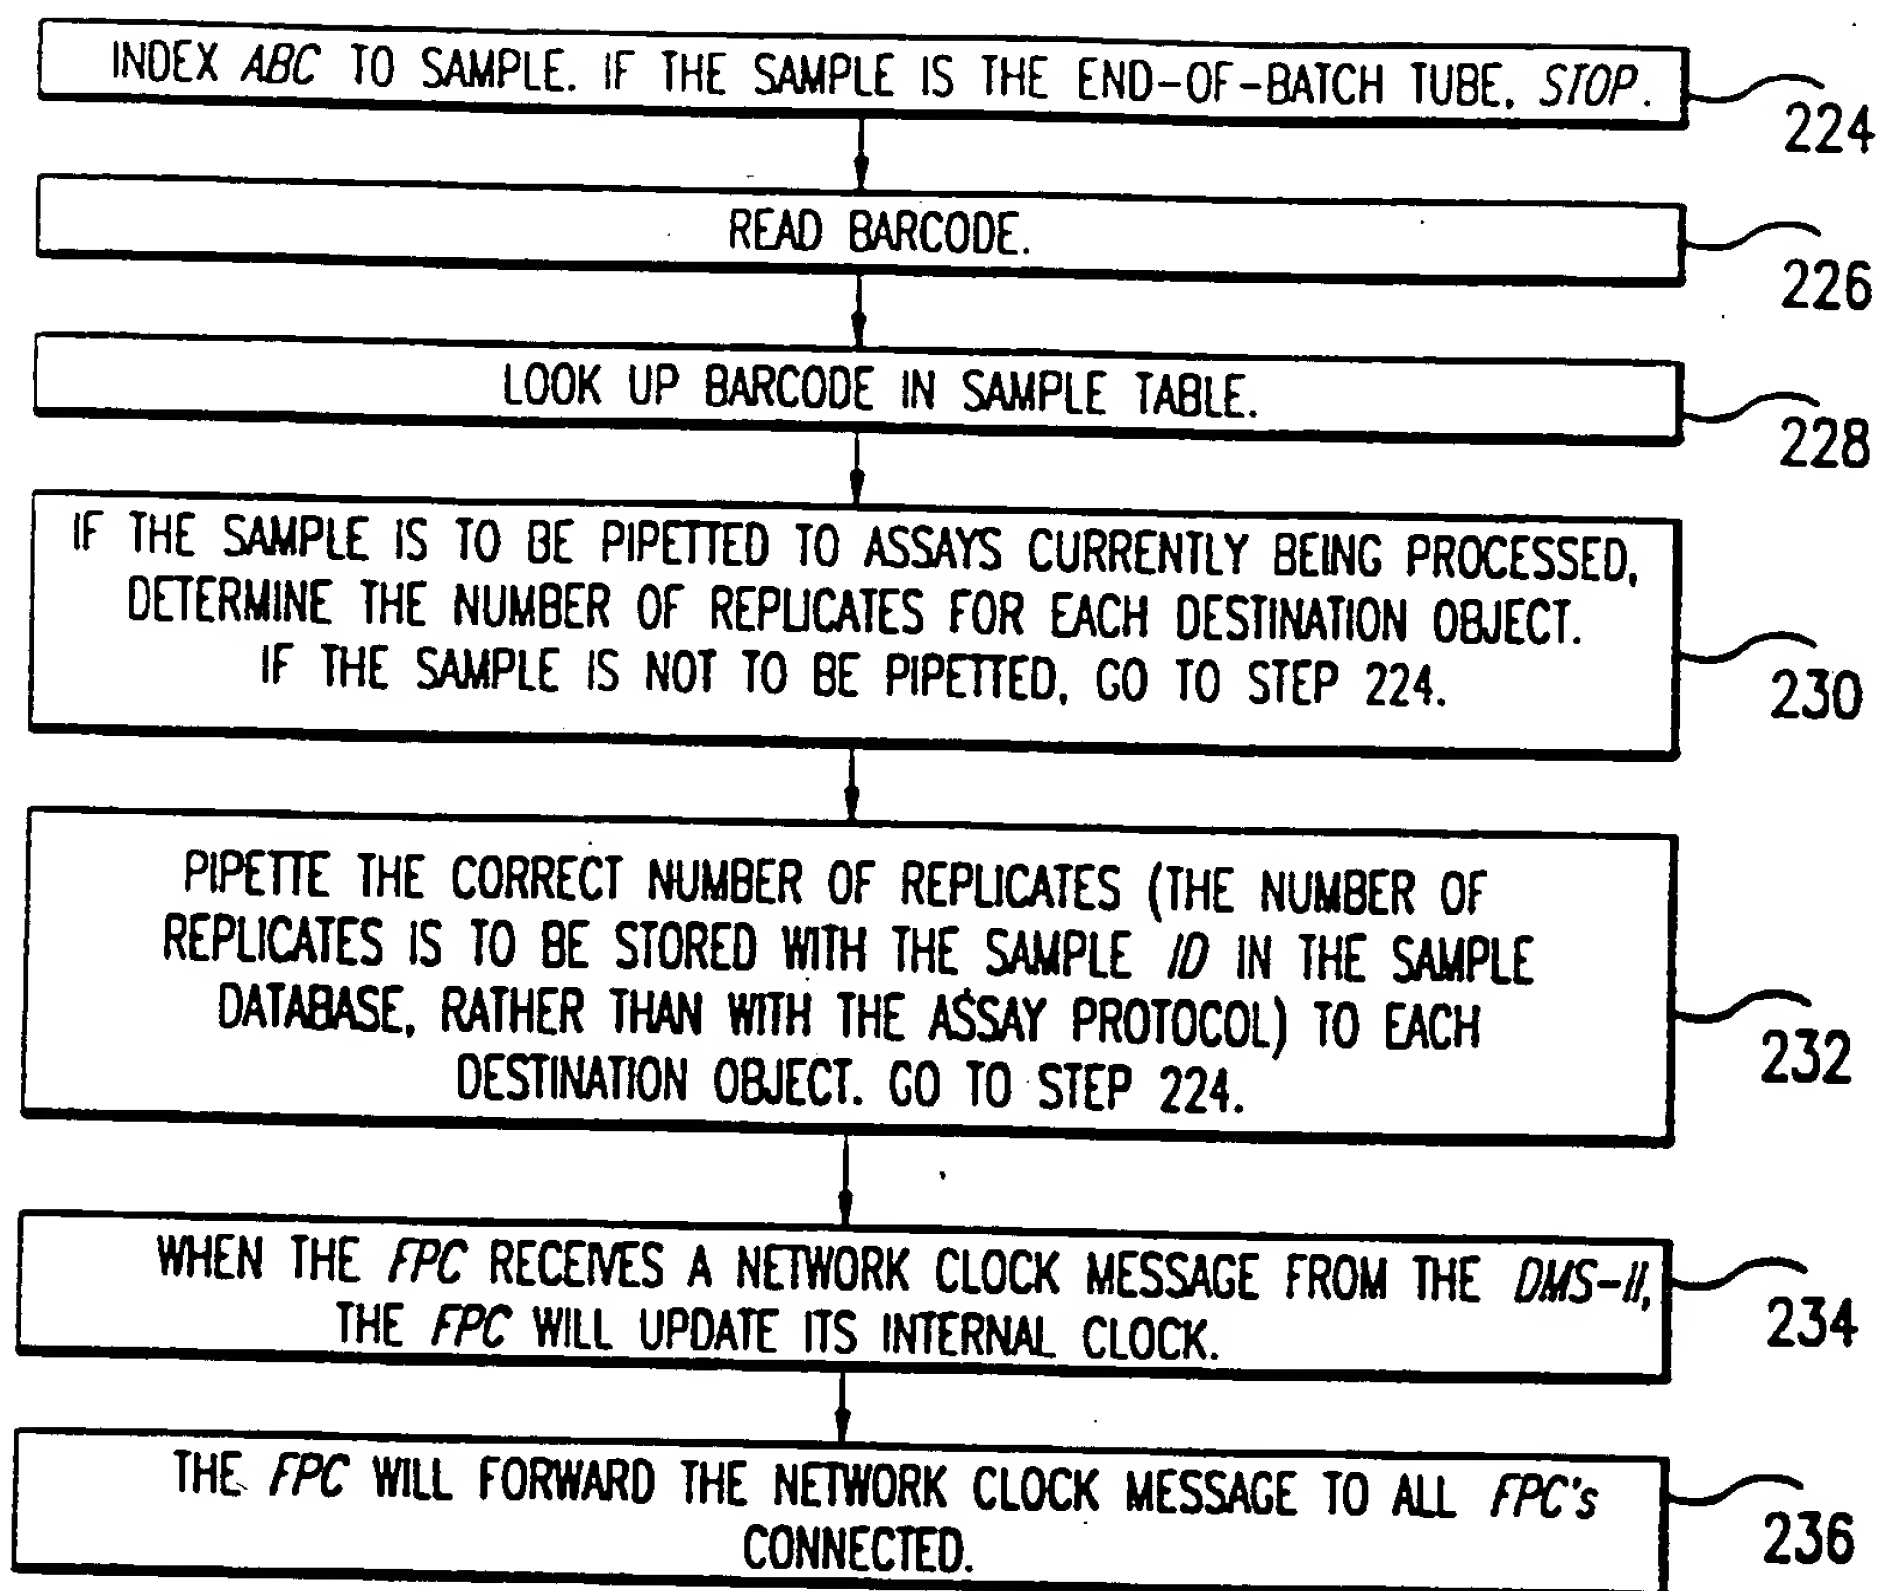 INDEX ABC TO SAMPLE. IF THE SAMPLE IS THE END-OF-BATCH TUBE, STOP.
224
READ BARCODE.
226
LOOK UP BARCODE IN SAMPLE TABLE.
228
IF THE SAMPLE IS TO BE PIPETTED TO ASSAYS CURRENTLY BEING PROCESSED,
DETERMINE THE NUMBER OF REPLICATES FOR EACH DESTINATION OBJECT.
IF THE SAMPLE IS NOT TO BE PIPETTED, GO TO STEP 224.
230
PIPETTE THE CORRECT NUMBER OF REPLICATES (THE NUMBER OF
REPLICATES IS TO BE STORED WITH THE SAMPLE ID IN THE SAMPLE
DATABASE, RATHER THAN WITH THE ASSAY PROTOCOL) TO EACH
DESTINATION OBJECT. GO TO STEP 224.
232
WHEN THE FPC RECEIVES A NETWORK CLOCK MESSAGE FROM THE DMS-II,
THE FPC WILL UPDATE ITS INTERNAL CLOCK.
234
THE FPC WILL FORWARD THE NETWORK CLOCK MESSAGE TO ALL FPC's
CONNECTED.
236